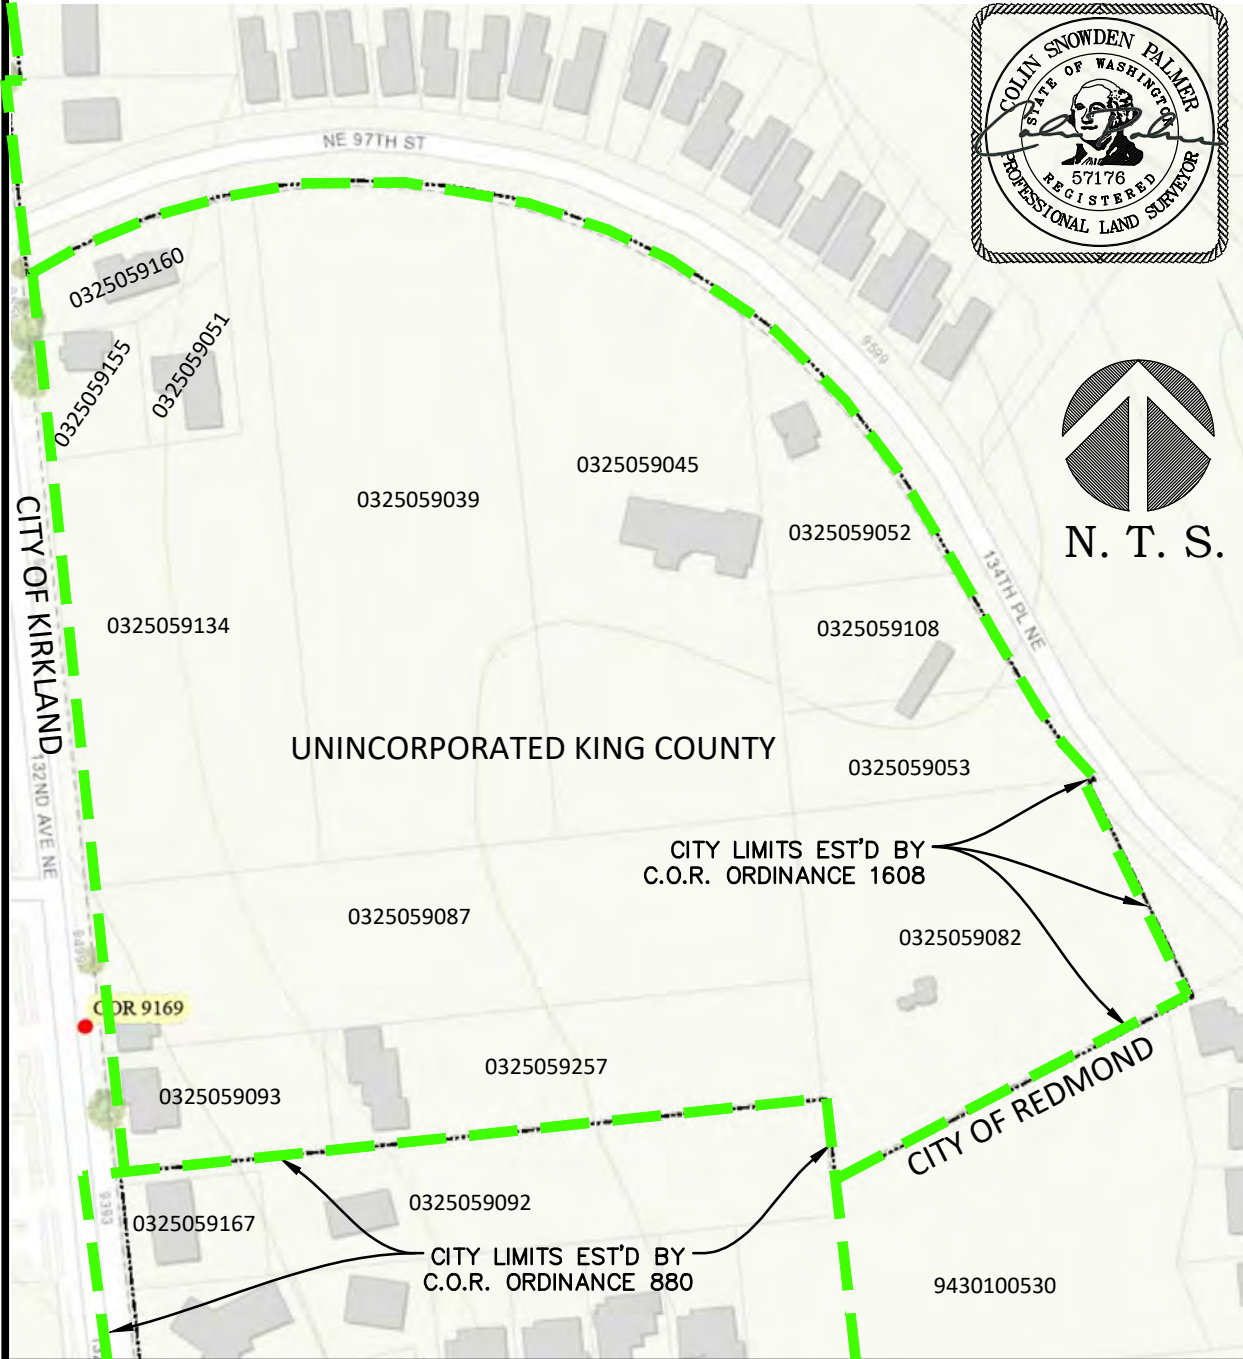 COLIN SNOWDEN PALMER
STATE OF WASHINGTON
57176
REGISTERED
PROFESSIONAL LAND SURVEYOR
NE 97TH ST
0325059160
0325059155
0325059051
9599
N. T. S.
0325059045
0325059039
0325059052
134TH PL NE
CITY OF KIRKLAND
0325059134
0325059108
UNINCORPORATED KING COUNTY
0325059053
132ND AVE NE
CITY LIMITS EST'D BY
C.O.R. ORDINANCE 1608
0325059087
0325059082
9499
COR 9169
0325059257
0325059093
CITY OF REDMOND
9393
0325059092
0325059167
CITY LIMITS EST'D BY
C.O.R. ORDINANCE 880
9430100530